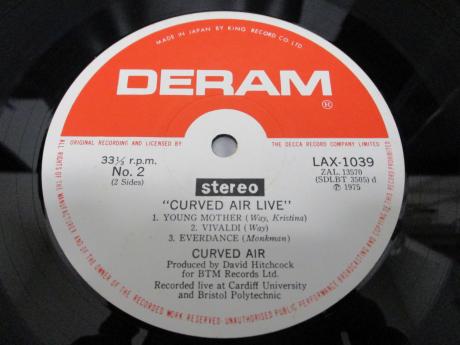 MADE IN JAPAN BY KING RECORD CO. LTD.
DERAM
®
ORIGINAL RECORDING AND LICENSED BY THE DECCA RECORD COMPANY LIMITED
33⅓ r.p.m.
No. 2
(2 Sides)
LAX-1039
ZAL. 13570
(SDLBT 3505) d
℗ 1975
stereo
"CURVED AIR LIVE"
1. YOUNG MOTHER (Way, Kristina)
2. VIVALDI (Way)
3. EVERDANCE (Monkman)
CURVED AIR
Produced by David Hitchcock
for BTM Records Ltd.
Recorded live at Cardiff University
and Bristol Polytechnic
ALL RIGHTS OF THE MANUFACTURER AND OF THE OWNER OF THE RECORDED WORK RESERVED·UNAUTHORISED PUBLIC PERFORMANCE BROADCASTING AND COPYING OF THIS RECORD PROHIBITED